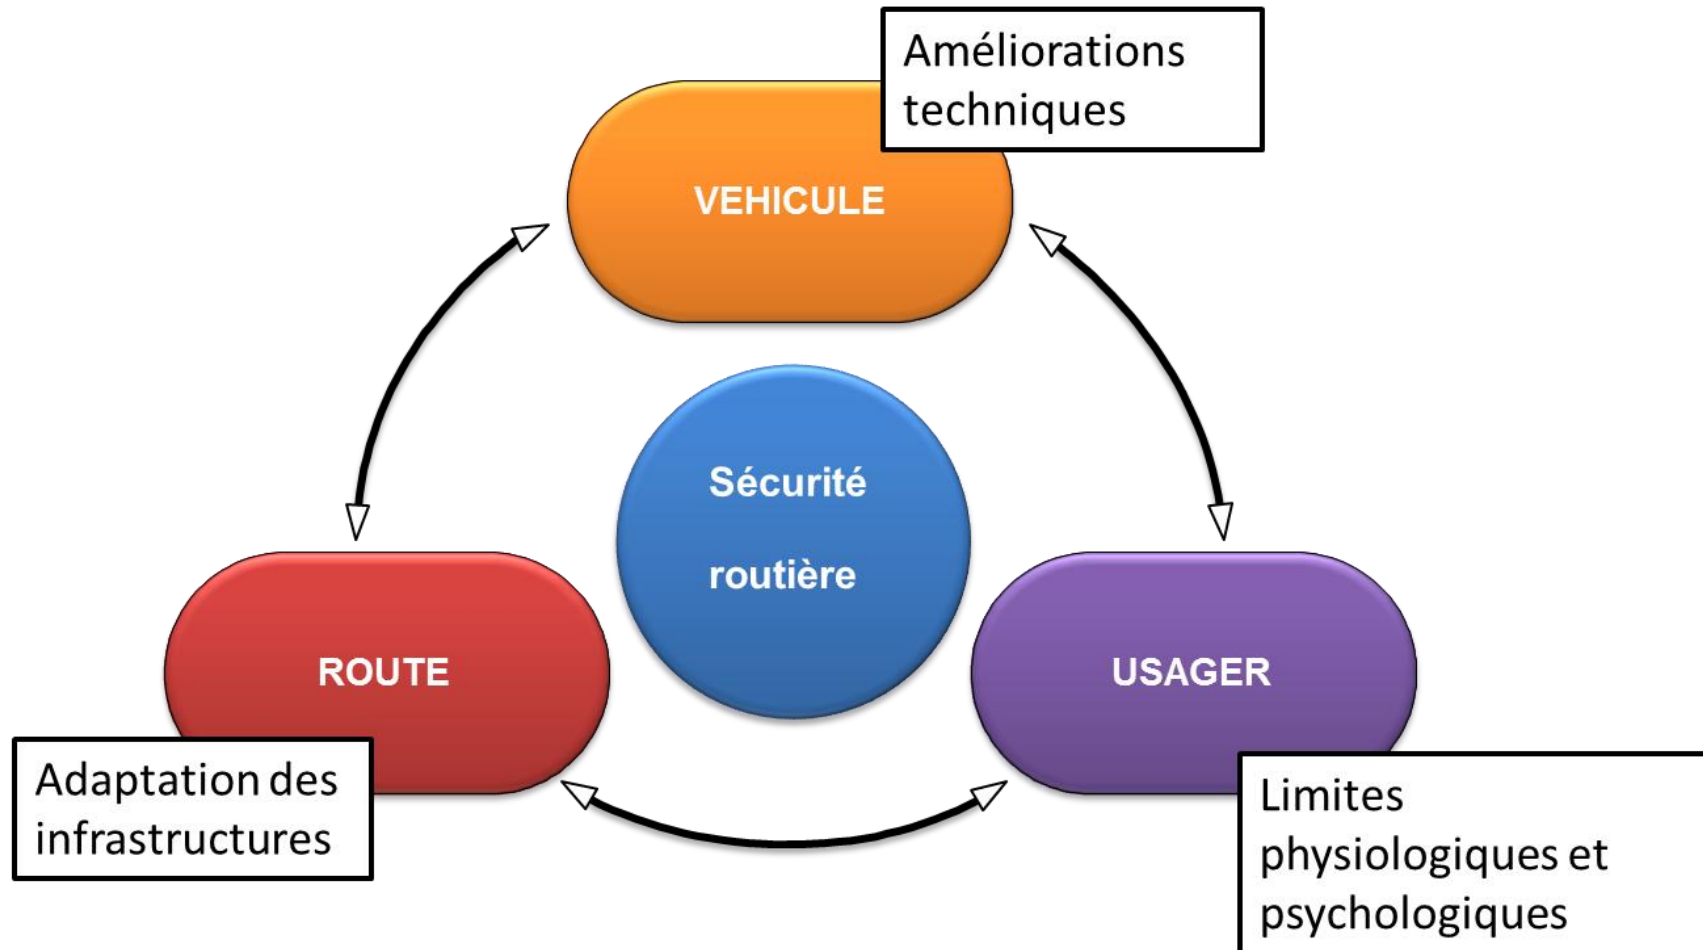 Améliorations
techniques
VEHICULE
Sécurité
routière
ROUTE
USAGER
Adaptation des
infrastructures
Limites
physiologiques et
psychologiques